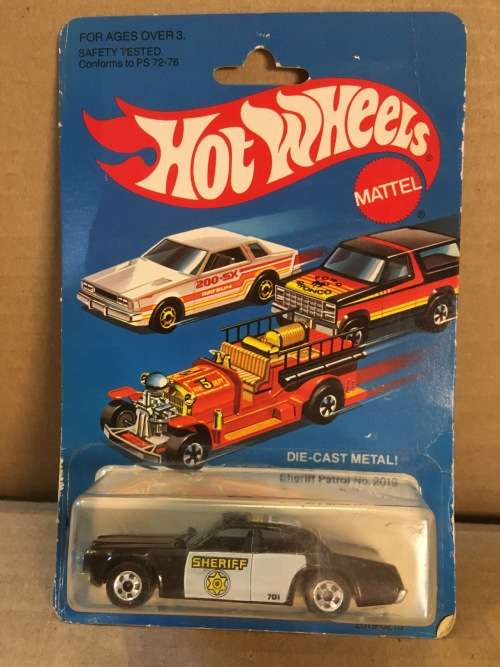 FOR AGES OVER 3.
SAFETY TESTED.
Conforms to PS 72-76
HOT WHEELS
®
MATTEL
®
200-SX
FORD
BRONCO
5
DIE-CAST METAL!
Sheriff Patrol No. 2019
SHERIFF
701